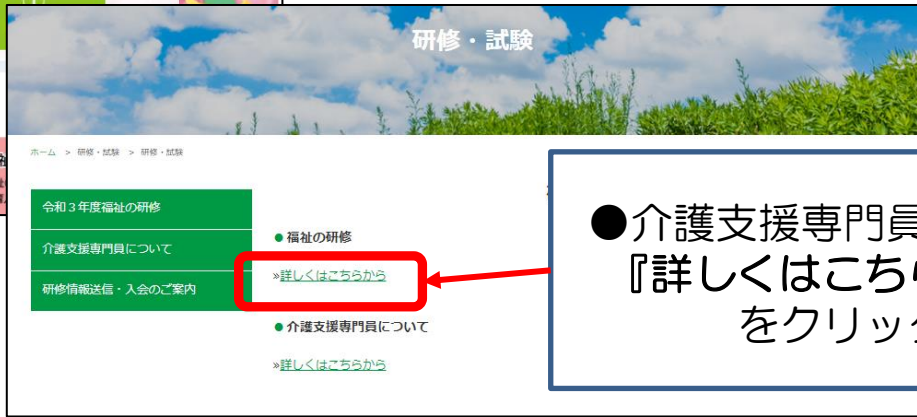 研修・試験
ホーム > 研修・試験 > 研修・試験
令和3年度福祉の研修
介護支援専門員について
研修情報送信・入会のご案内
●福祉の研修
»詳しくはこちらから
●介護支援専門員について
»詳しくはこちらから
●介護支援専門員
『詳しくはこちら
をクリック